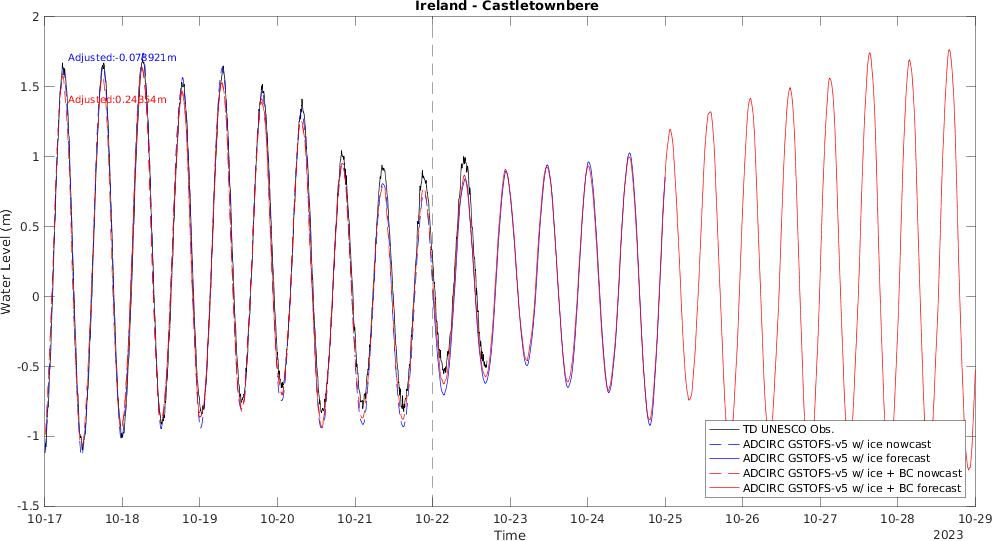 Ireland - Castletownbere
Water Level (m)
2
1.5
1
0.5
0
-0.5
-1
-1.5
Adjusted:-0.073921m
Adjusted:0.24354m
TD UNESCO Obs.
ADCIRC GSTOFS-v5 w/ ice nowcast
ADCIRC GSTOFS-v5 w/ ice forecast
ADCIRC GSTOFS-v5 w/ ice + BC nowcast
ADCIRC GSTOFS-v5 w/ ice + BC forecast
10-17 10-18 10-19 10-20 10-21 10-22 10-23 10-24 10-25 10-26 10-27 10-28 10-29
Time
2023